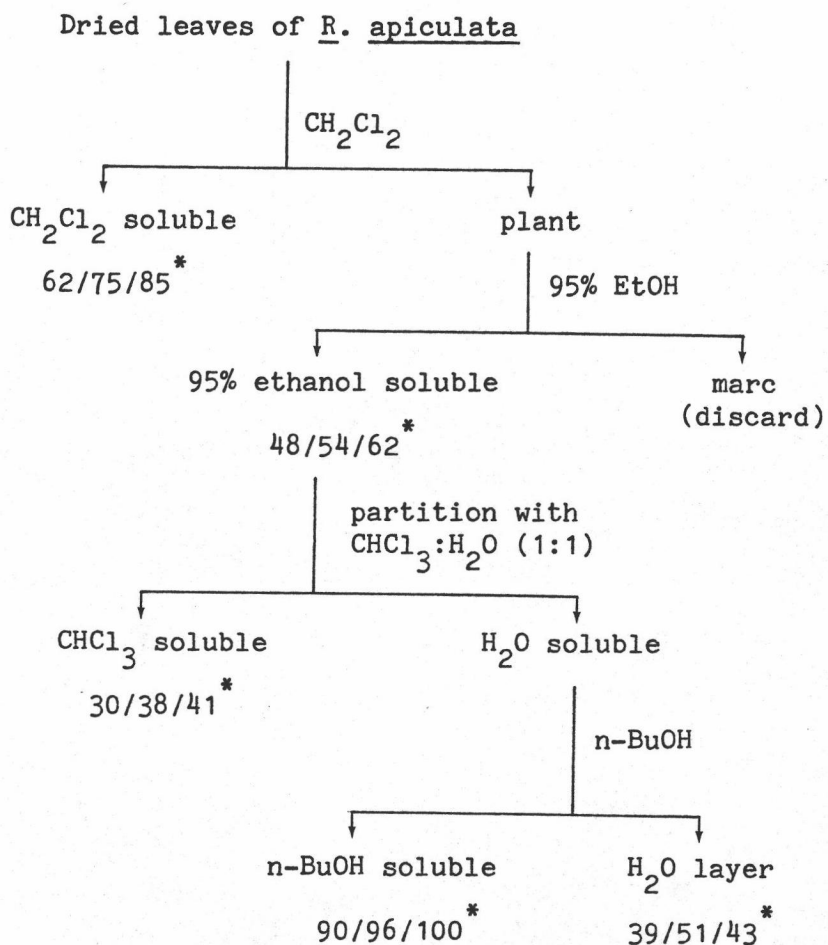 Dried leaves of R. apiculata
CH2Cl2
CH2Cl2 soluble
plant
62/75/85*
95% EtOH
95% ethanol soluble
marc
(discard)
48/54/62*
partition with
CHCl3:H2O (1:1)
CHCl3 soluble
H2O soluble
30/38/41*
n-BuOH
n-BuOH soluble
H2O layer
90/96/100*
39/51/43*